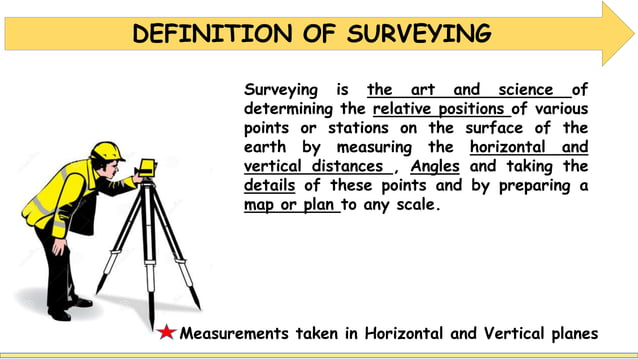 DEFINITION OF SURVEYING
Surveying is the art and science of
determining the relative positions of various
points or stations on the surface of the
earth by measuring the horizontal and
vertical distances , Angles and taking the
details of these points and by preparing a
map or plan to any scale.
Measurements taken in Horizontal and Vertical planes